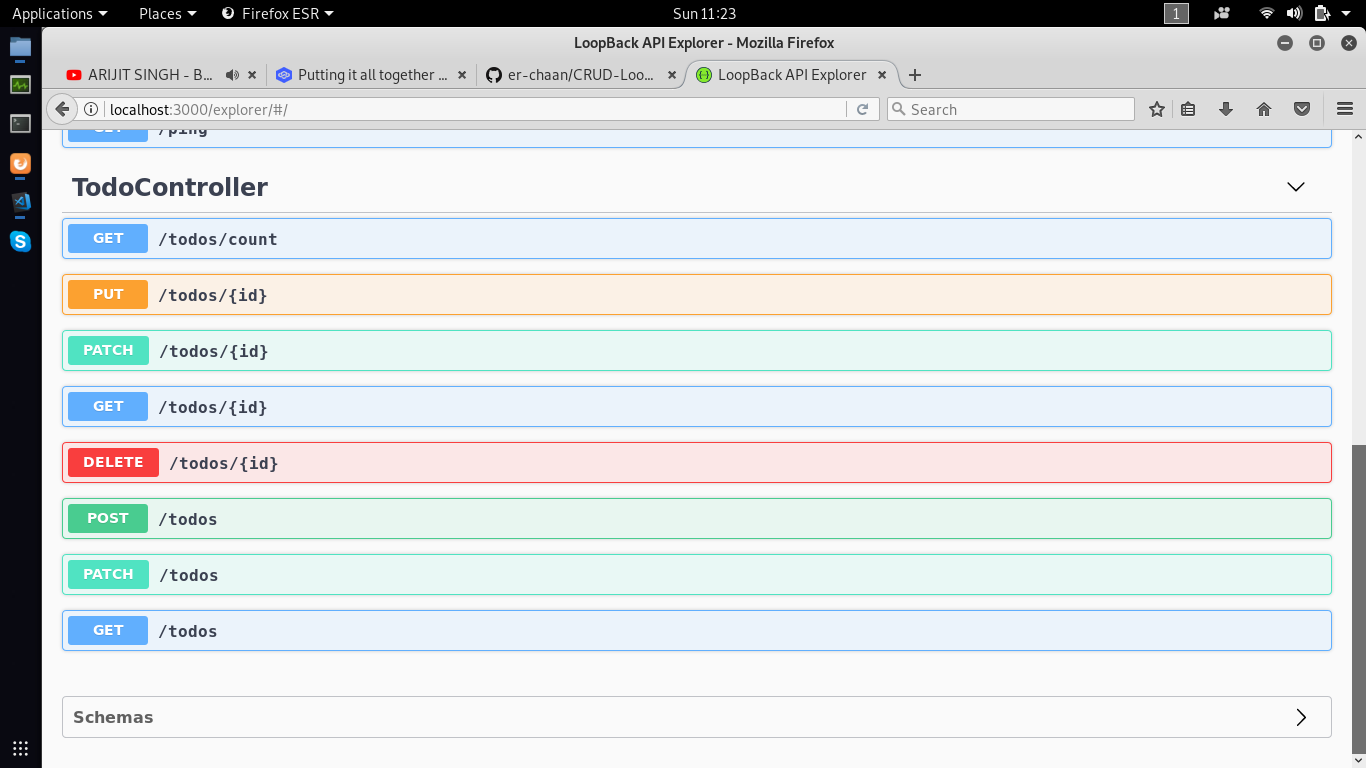 Applications Places Firefox ESR Sun 11:23 1
LoopBack API Explorer - Mozilla Firefox
ARIJIT SINGH - B... Putting it all together ... er-chaan/CRUD-Loo... LoopBack API Explorer
localhost:3000/explorer/#/ Search
GET /ping
TodoController
GET /todos/count
PUT /todos/{id}
PATCH /todos/{id}
GET /todos/{id}
DELETE /todos/{id}
POST /todos
PATCH /todos
GET /todos
Schemas